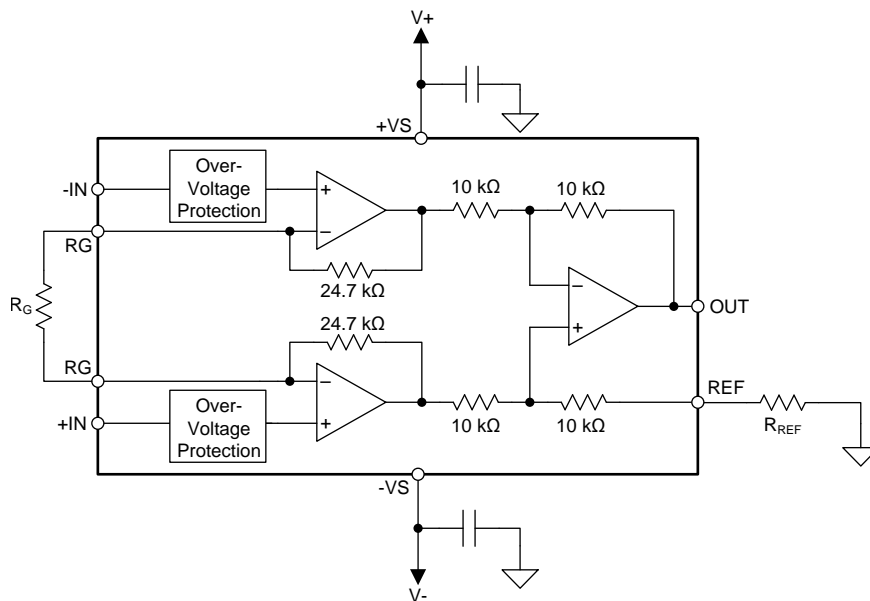 V+
+VS
-IN
Over-
Voltage
Protection
10 kΩ
10 kΩ
RG
24.7 kΩ
RG
24.7 kΩ
OUT
RG
REF
+IN
Over-
Voltage
Protection
10 kΩ
10 kΩ
RREF
-VS
V-